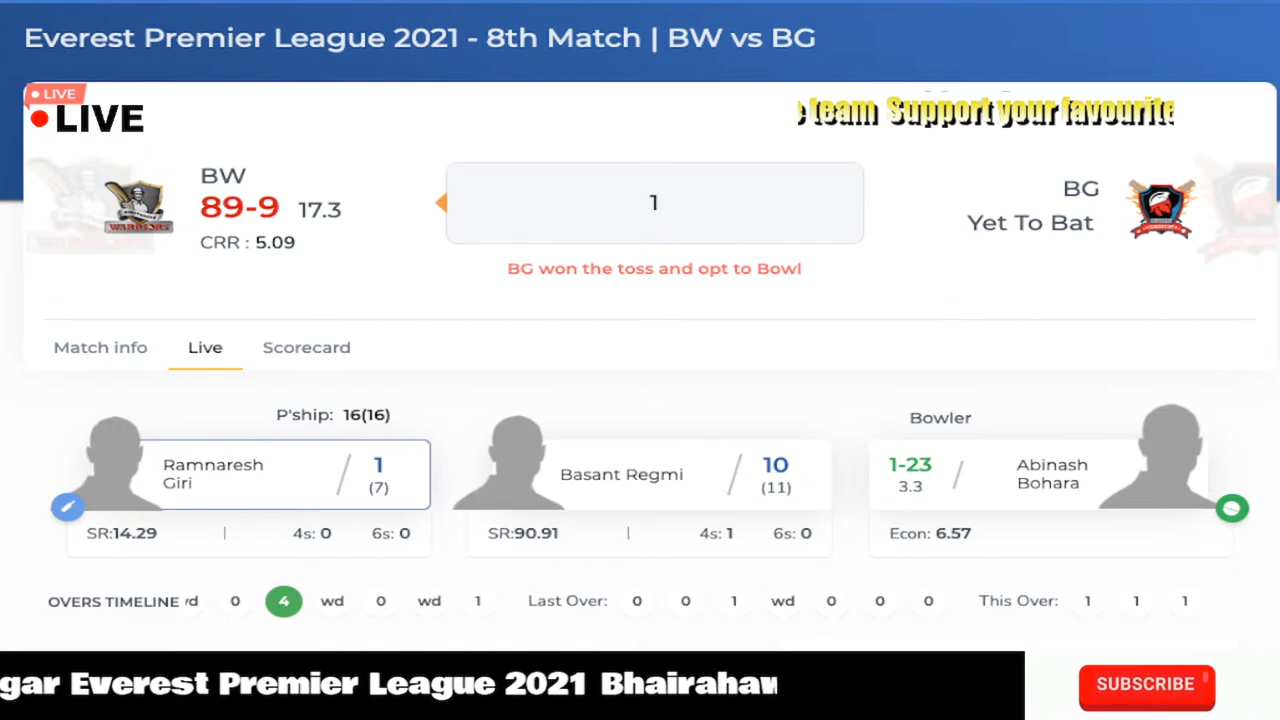 Everest Premier League 2021 - 8th Match | BW vs BG
LIVE
LIVE
team Support your favourite
BW
89-9 17.3
CRR : 5.09
1
BG
Yet To Bat
WARRIORS
BG won the toss and opt to Bowl
Match info Live Scorecard
P'ship: 16(16)
Bowler
Ramnaresh Giri / 1 (7)
Basant Regmi / 10 (11)
1-23 3.3 / Abinash Bohara
SR:14.29 | 4s: 0 6s: 0
SR:90.91 | 4s: 1 6s: 0
Econ: 6.57
OVERS TIMELINE 0 4 wd 0 wd 1 Last Over: 0 0 1 wd 0 0 0 This Over: 1 1 1
gar Everest Premier League 2021 Bhairahaw
SUBSCRIBE